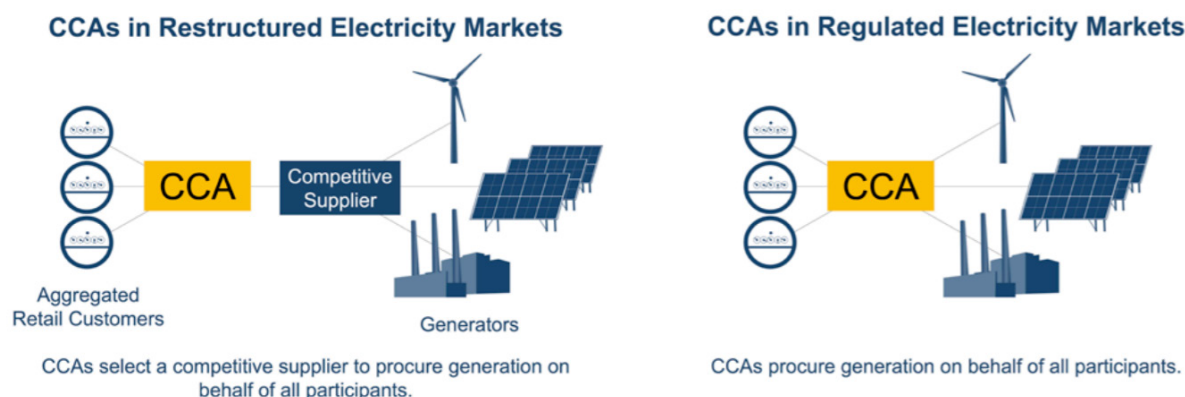 CCAs in Restructured Electricity Markets
CCA
Competitive
Supplier
Aggregated
Retail Customers
Generators
CCAs select a competitive supplier to procure generation on
behalf of all participants.
CCAs in Regulated Electricity Markets
CCA
CCAs procure generation on behalf of all participants.